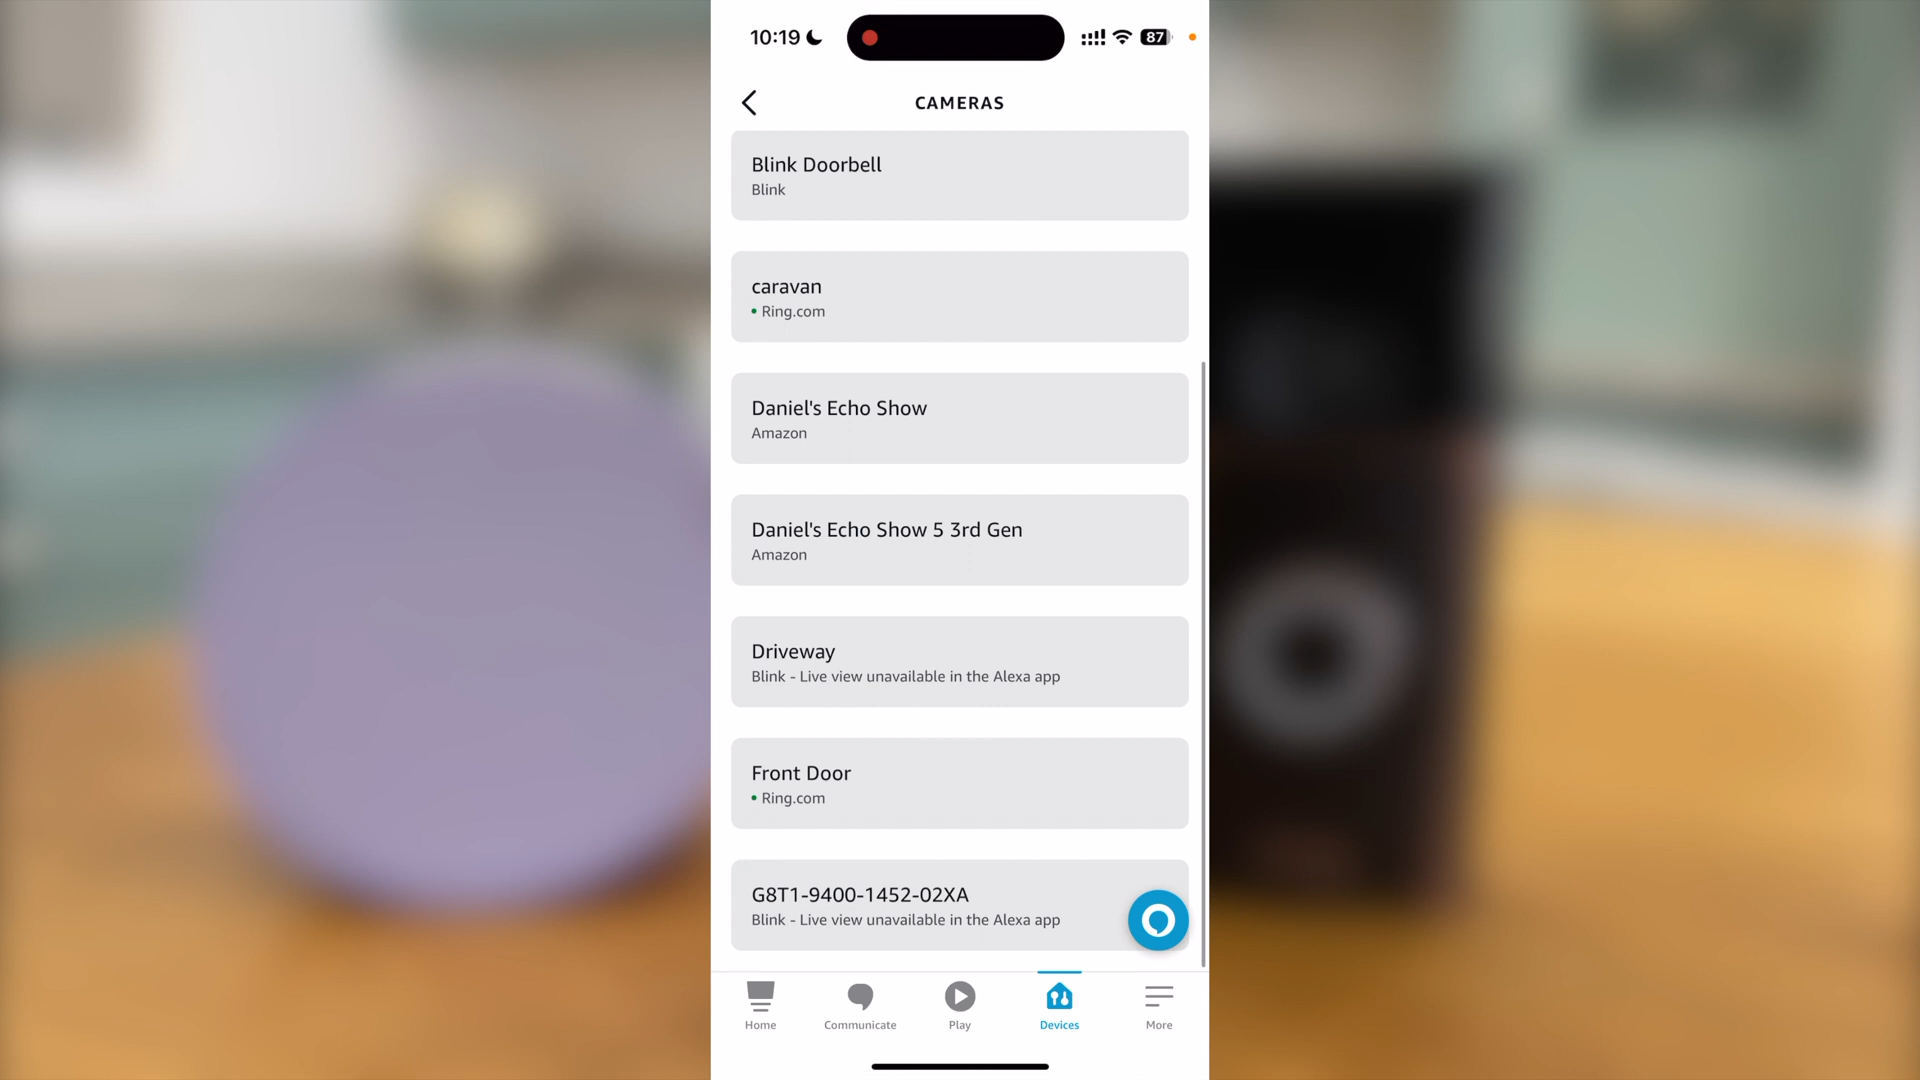 10:19
87
CAMERAS
Blink Doorbell
Blink
caravan
Ring.com
Daniel's Echo Show
Amazon
Daniel's Echo Show 5 3rd Gen
Amazon
Driveway
Blink - Live view unavailable in the Alexa app
Front Door
Ring.com
G8T1-9400-1452-02XA
Blink - Live view unavailable in the Alexa app
Home
Communicate
Play
Devices
More